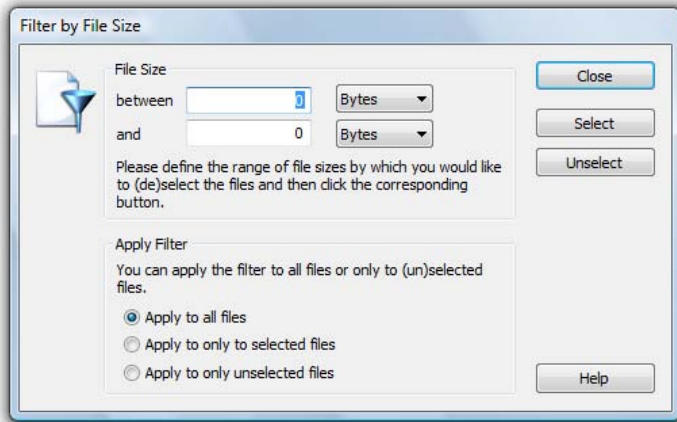 Filter by File Size
File Size
between 0 Bytes
and 0 Bytes
Please define the range of file sizes by which you would like
to (de)select the files and then click the corresponding
button.
Apply Filter
You can apply the filter to all files or only to (un)selected
files.
Apply to all files
Apply to only to selected files
Apply to only unselected files
Close
Select
Unselect
Help